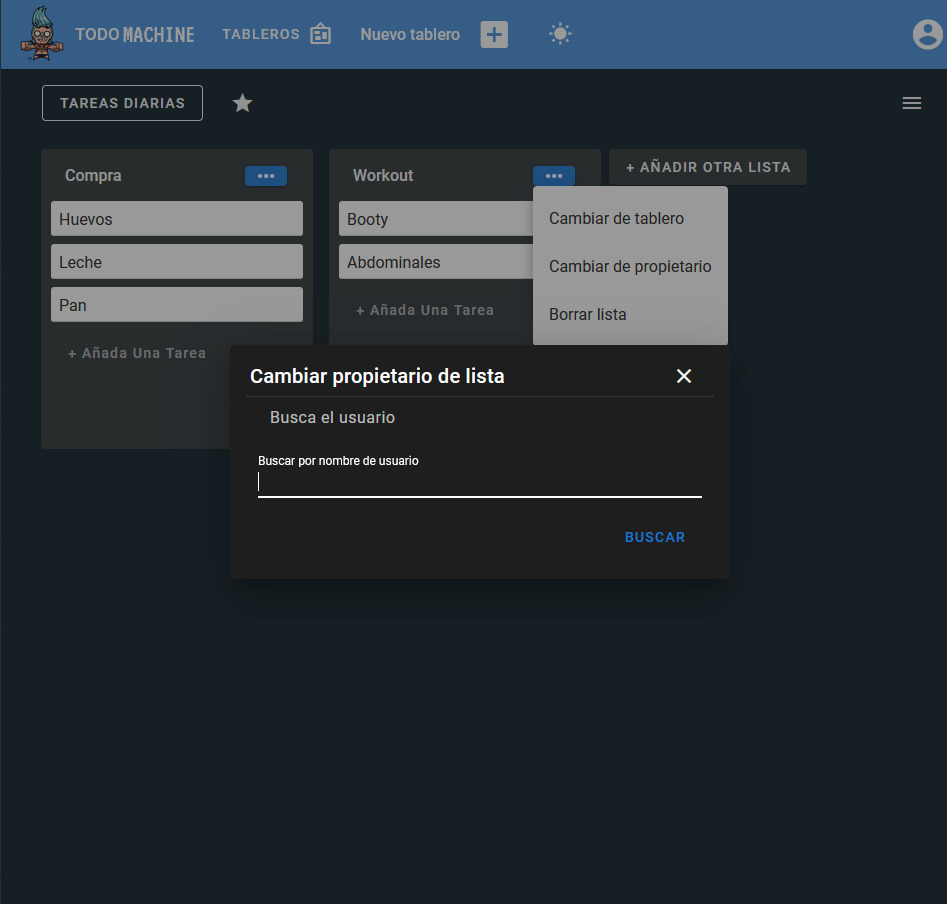 TODO MACHINE TABLEROS Nuevo tablero
TAREAS DIARIAS
Compra
Huevos
Leche
Pan
+ Añada Una Tarea
Workout
Booty
Abdominales
+ Añada Una Tarea
+ AÑADIR OTRA LISTA
Cambiar de tablero
Cambiar de propietario
Borrar lista
Cambiar propietario de lista
Busca el usuario
Buscar por nombre de usuario
BUSCAR